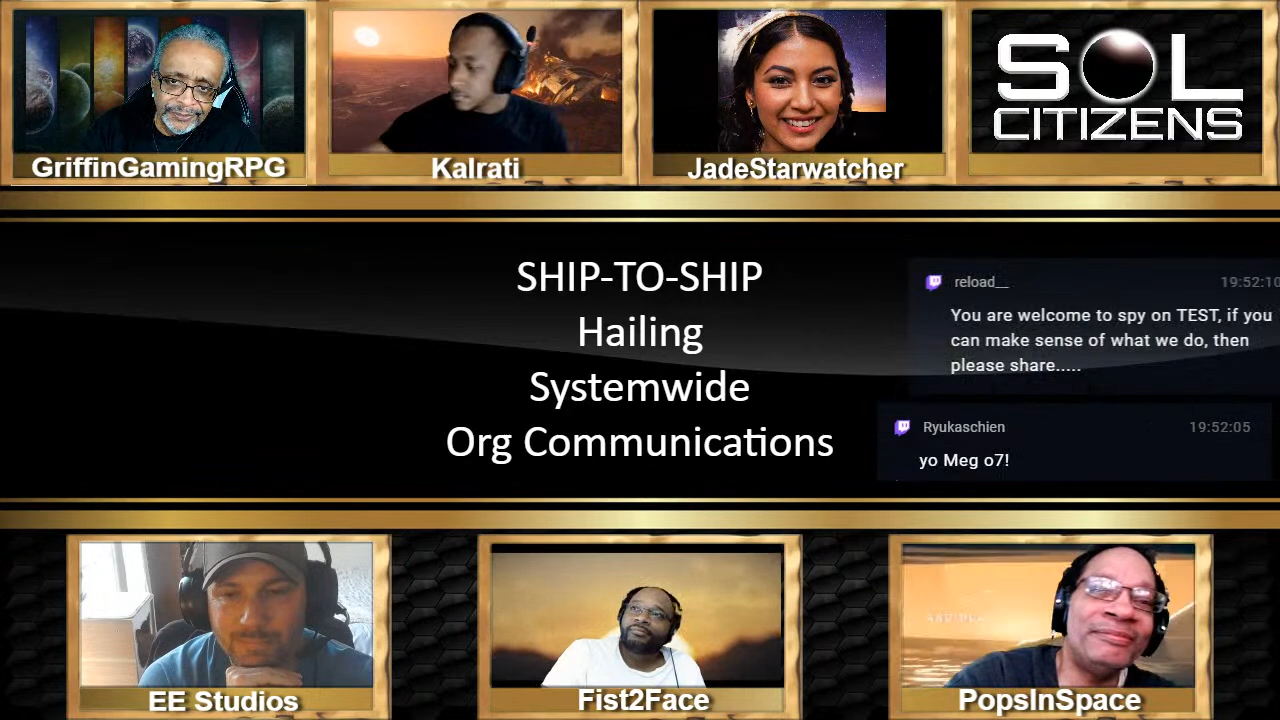 SOL
CITIZENS
GriffinGamingRPG
Kalrati
JadeStarwatcher
SHIP-TO-SHIP
Hailing
Systemwide
Org Communications
reload__ 19:52:10
You are welcome to spy on TEST, if you
can make sense of what we do, then
please share.....
Ryukaschien 19:52:05
yo Meg o7!
EE Studios
Fist2Face
PopsInSpace